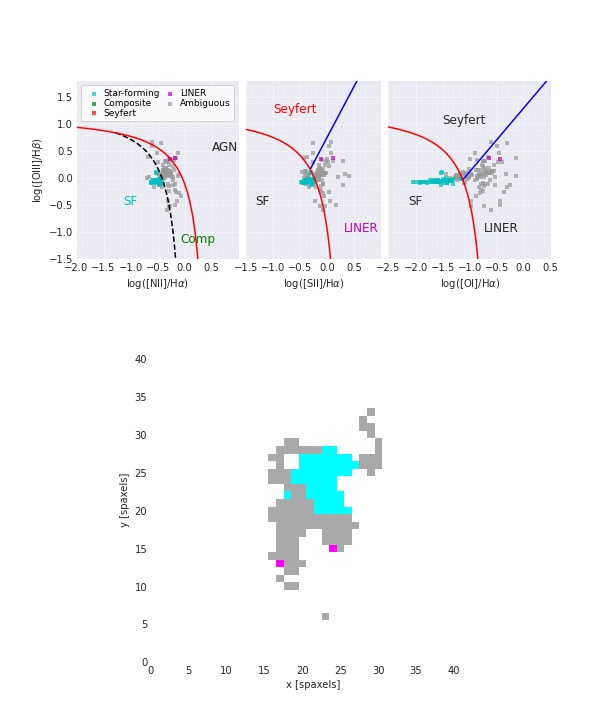 Star-forming
Composite
Seyfert
LINER
Ambiguous
1.5
1.0
0.5
0.0
−0.5
−1.0
−1.5
log([OIII]/Hβ)
AGN
SF
Comp
−2.0 −1.5 −1.0 −0.5 0.0 0.5
log([NII]/Hα)
Seyfert
SF
LINER
−1.0 −0.5 0.0 0.5
log([SII]/Hα)
Seyfert
SF
LINER
−2.5 −2.0 −1.5 −1.0 −0.5 0.0 0.5
log([OI]/Hα)
40
35
30
25
20
15
10
5
0
y [spaxels]
0 5 10 15 20 25 30 35 40
x [spaxels]